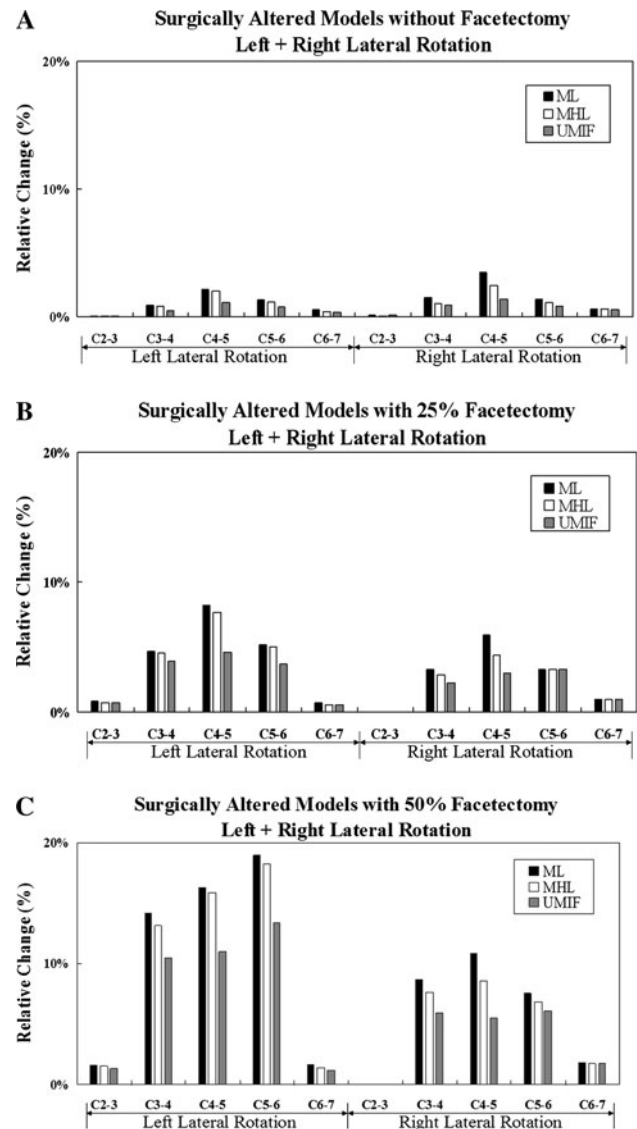 A
Surgically Altered Models without Facetectomy
Left + Right Lateral Rotation
20%
10%
0%
Relative Change (%)
ML
MHL
UMIF
C2-3 C3-4 C4-5 C5-6 C6-7 C2-3 C3-4 C4-5 C5-6 C6-7
Left Lateral Rotation Right Lateral Rotation
B
Surgically Altered Models with 25% Facetectomy
Left + Right Lateral Rotation
20%
10%
0%
Relative Change (%)
ML
MHL
UMIF
C2-3 C3-4 C4-5 C5-6 C6-7 C2-3 C3-4 C4-5 C5-6 C6-7
Left Lateral Rotation Right Lateral Rotation
C
Surgically Altered Models with 50% Facetectomy
Left + Right Lateral Rotation
20%
10%
0%
Relative Change (%)
ML
MHL
UMIF
C2-3 C3-4 C4-5 C5-6 C6-7 C2-3 C3-4 C4-5 C5-6 C6-7
Left Lateral Rotation Right Lateral Rotation